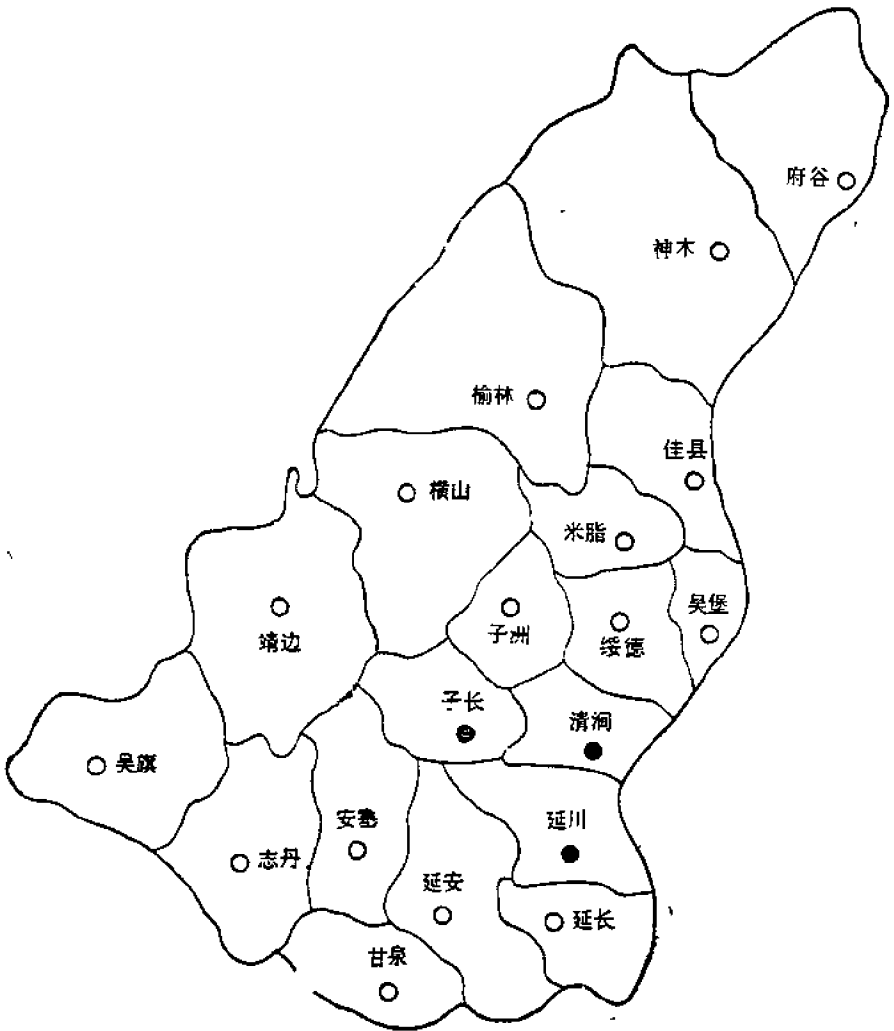 府谷
神木
榆林
佳县
横山
米脂
吴堡
子洲
绥德
靖边
子长
清涧
吴旗
安塞
延川
志丹
延安
延长
甘泉